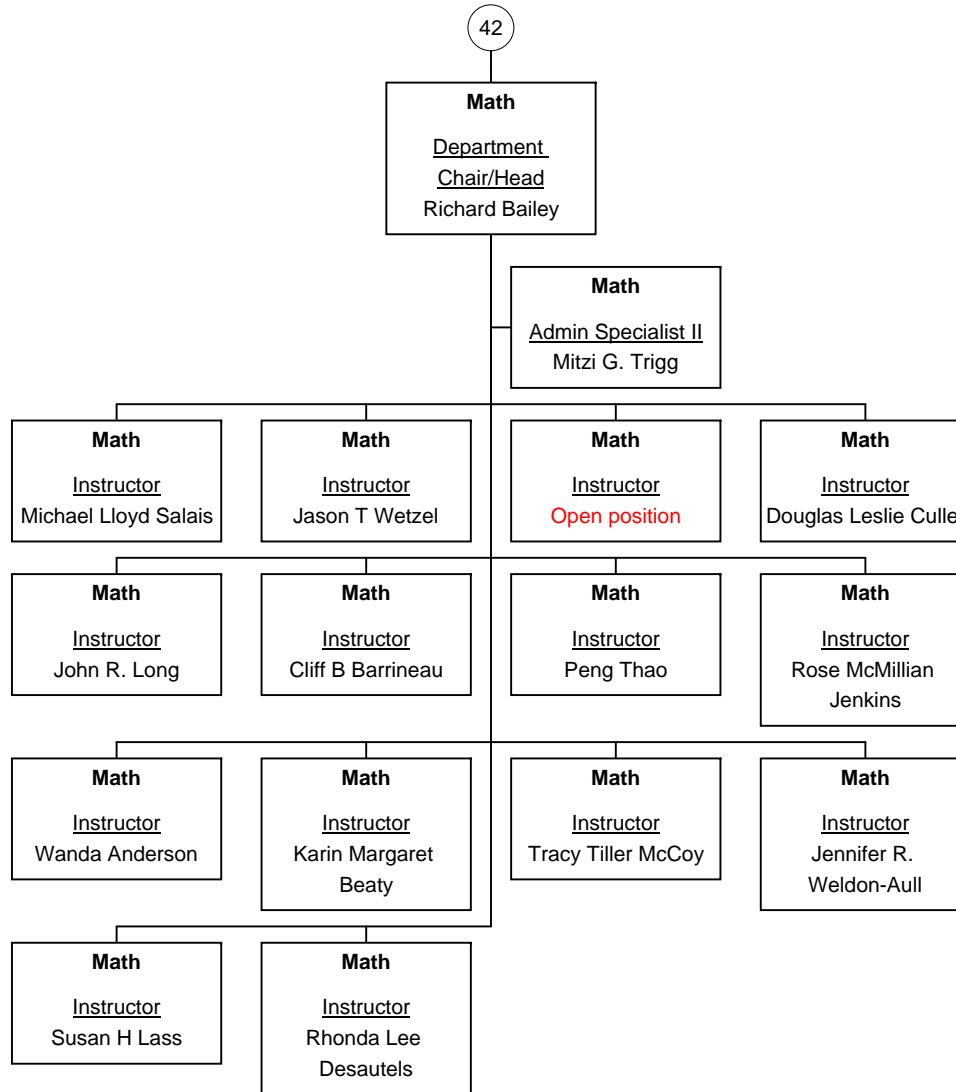 42
Math
Department
Chair/Head
Richard Bailey
Math
Admin Specialist II
Mitzi G. Trigg
Math
Instructor
Michael Lloyd Salais
Math
Instructor
Jason T Wetzel
Math
Instructor
Open position
Math
Instructor
Douglas Leslie Culle
Math
Instructor
John R. Long
Math
Instructor
Cliff B Barrineau
Math
Instructor
Peng Thao
Math
Instructor
Rose McMillian
Jenkins
Math
Instructor
Wanda Anderson
Math
Instructor
Karin Margaret
Beaty
Math
Instructor
Tracy Tiller McCoy
Math
Instructor
Jennifer R.
Weldon-Aull
Math
Instructor
Susan H Lass
Math
Instructor
Rhonda Lee
Desautels